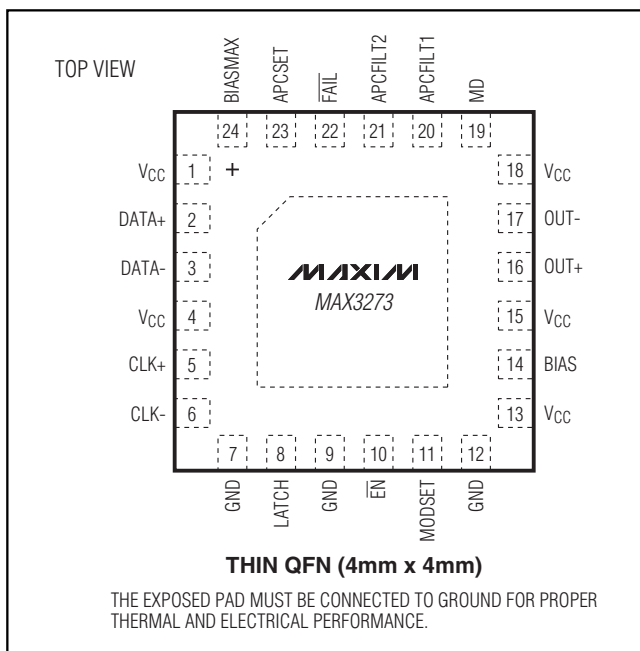 TOP VIEW
BIASMAX
APCSET
F̅A̅I̅L̅
APCFILT2
APCFILT1
MD
24 23 22 21 20 19
VCC 1 + 18 VCC
DATA+ 2 17 OUT-
DATA- 3 MAXIM 16 OUT+
MAX3273
VCC 4 15 VCC
CLK+ 5 14 BIAS
CLK- 6 13 VCC
7 8 9 10 11 12
GND
LATCH
GND
E̅N̅
MODSET
GND
THIN QFN (4mm x 4mm)
THE EXPOSED PAD MUST BE CONNECTED TO GROUND FOR PROPER
THERMAL AND ELECTRICAL PERFORMANCE.